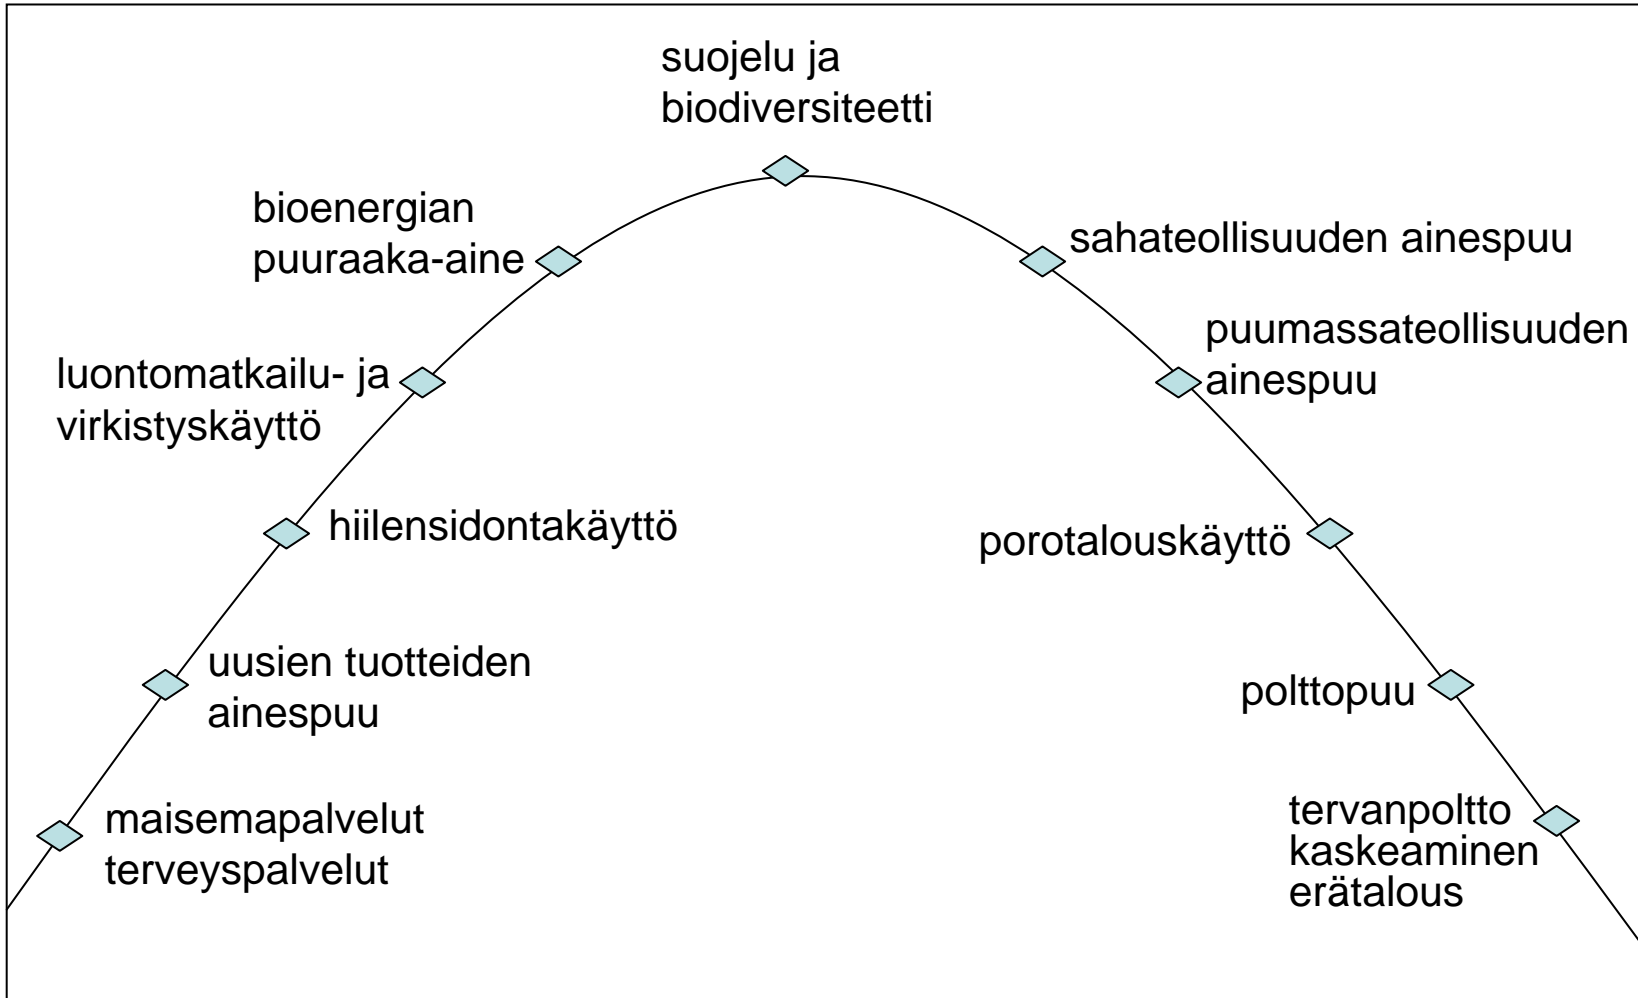 suojelu ja
biodiversiteetti
bioenergian
puuraaka-aine
sahateollisuuden ainespuu
puumassateollisuuden
ainespuu
luontomatkailu- ja
virkistyskäyttö
hiilensidontakäyttö
porotalouskäyttö
uusien tuotteiden
ainespuu
polttopuu
maisemapalvelut
terveyspalvelut
tervanpoltto
kaskeaminen
erätalous